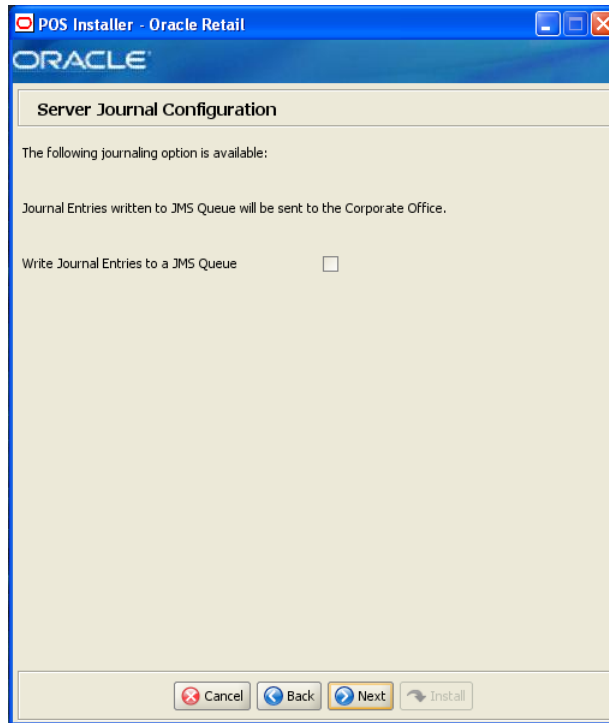 POS Installer - Oracle Retail
ORACLE
Server Journal Configuration
The following journaling option is available:
Journal Entries written to JMS Queue will be sent to the Corporate Office.
Write Journal Entries to a JMS Queue
Cancel Back Next Install